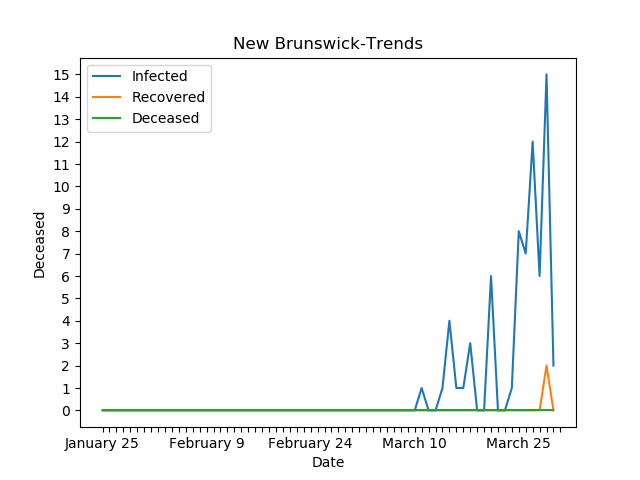 New Brunswick-Trends
Infected
Recovered
Deceased
15
14
13
12
11
10
9
8
7
6
5
4
3
2
1
0
Deceased
January 25
February 9
February 24
March 10
March 25
Date